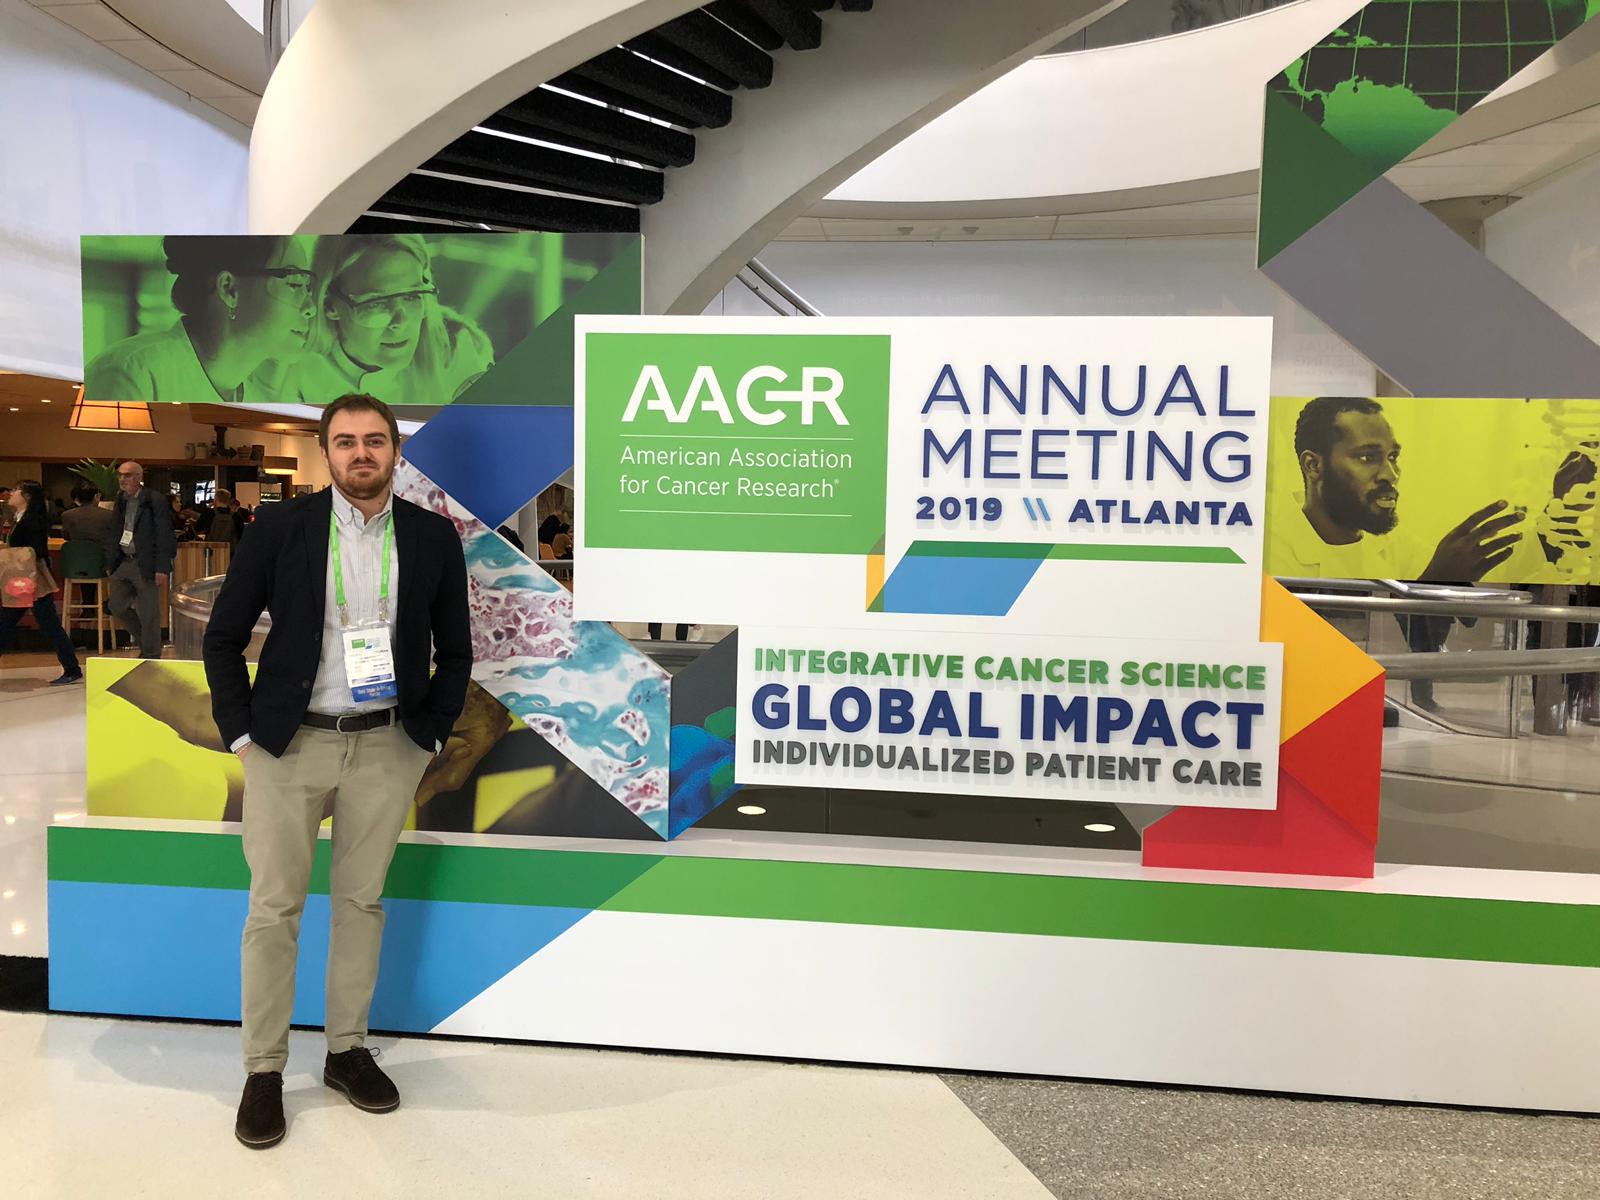 AACR
American Association
for Cancer Research®
ANNUAL
MEETING
2019 \\ ATLANTA
INTEGRATIVE CANCER SCIENCE
GLOBAL IMPACT
INDIVIDUALIZED PATIENT CARE